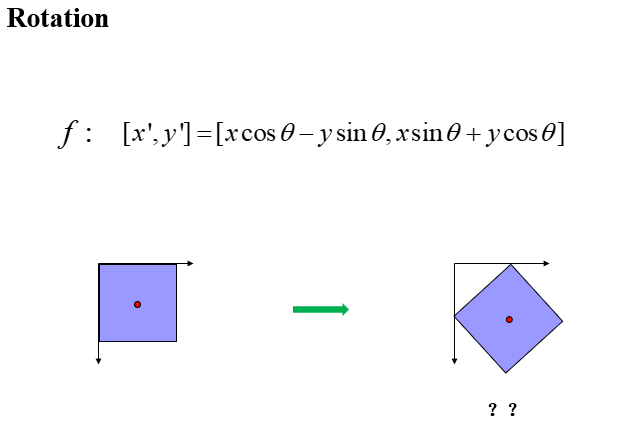 Rotation
f : [x', y'] = [x cos θ − y sin θ, x sin θ + y cos θ]
? ?